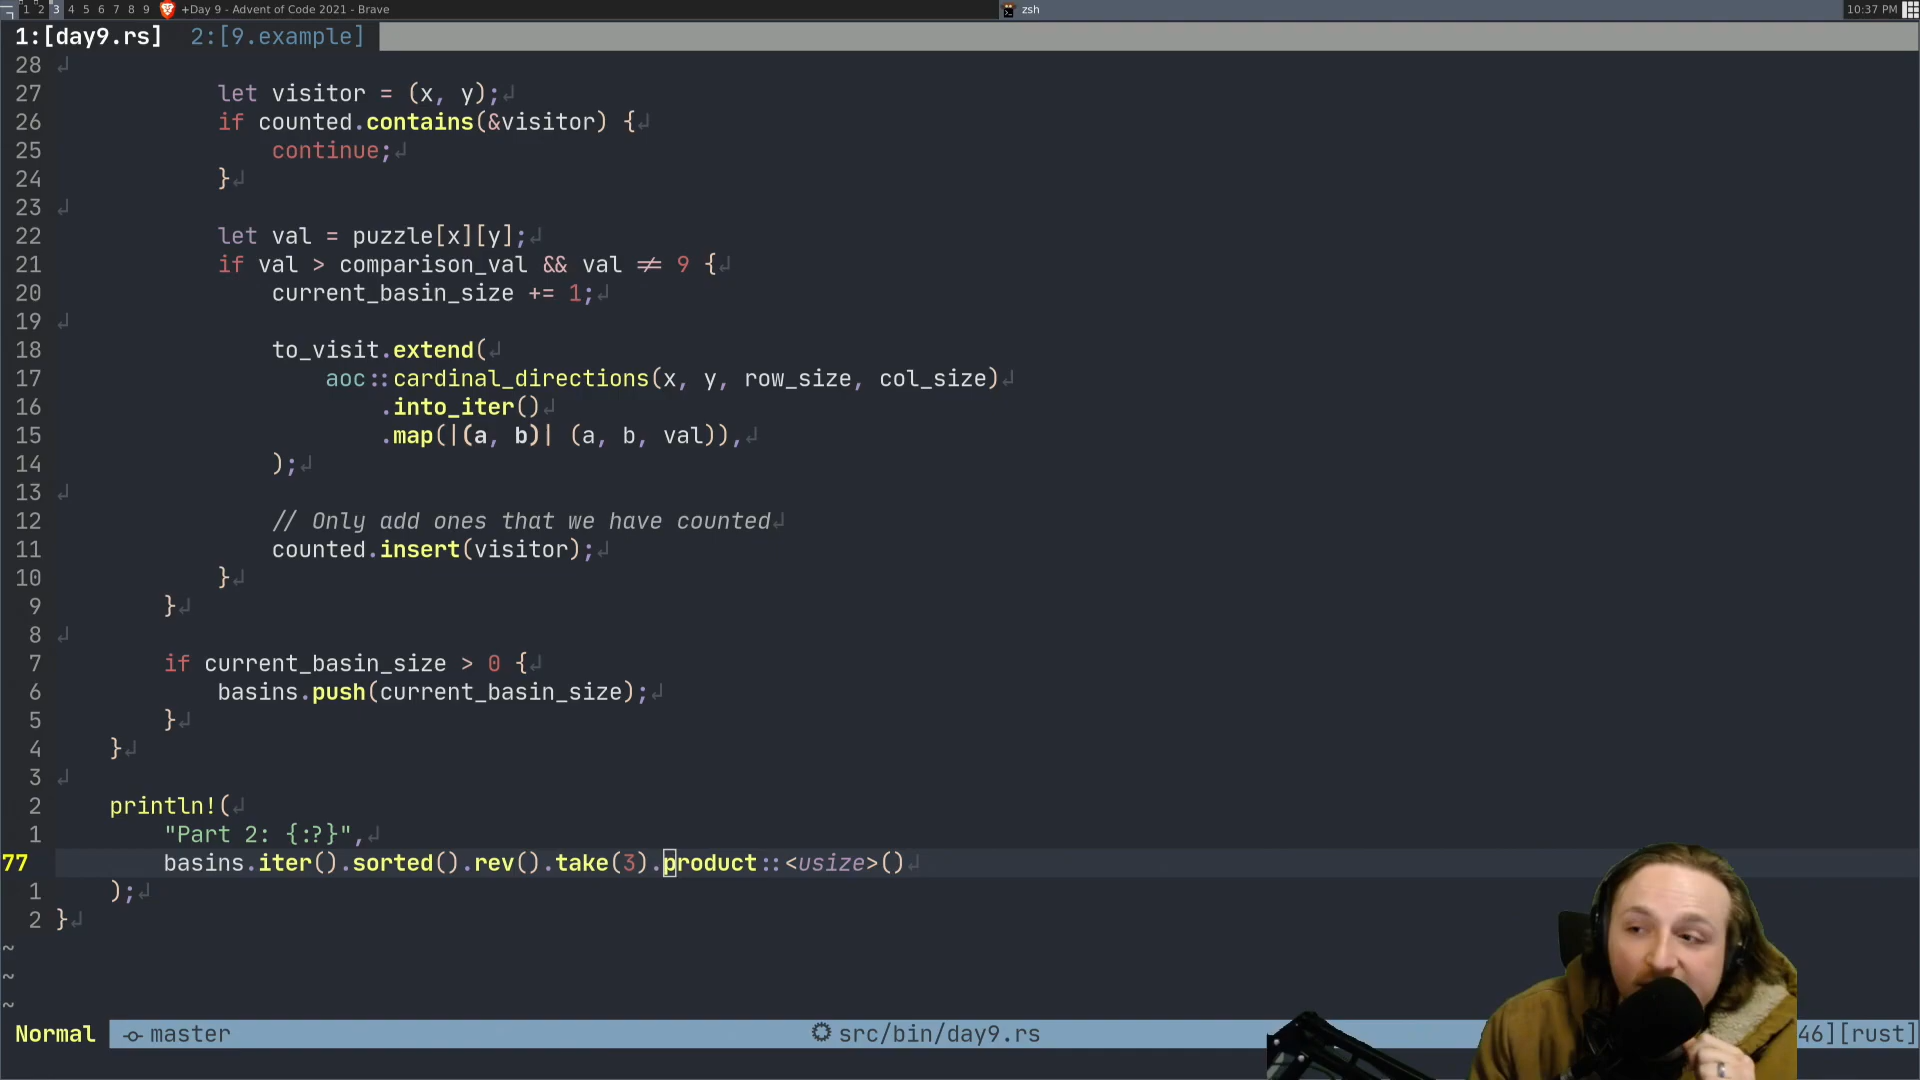 1 2 3 4 5 6 7 8 9 +Day 9 - Advent of Code 2021 - Brave zsh 10:37 PM
1:[day9.rs] 2:[9.example]
28
27 let visitor = (x, y);
26 if counted.contains(&visitor) {
25 continue;
24 }
23
22 let val = puzzle[x][y];
21 if val > comparison_val && val ≠ 9 {
20 current_basin_size += 1;
19
18 to_visit.extend(
17 aoc::cardinal_directions(x, y, row_size, col_size)
16 .into_iter()
15 .map(|(a, b)| (a, b, val)),
14 );
13
12 // Only add ones that we have counted
11 counted.insert(visitor);
10 }
9 }
8
7 if current_basin_size > 0 {
6 basins.push(current_basin_size);
5 }
4 }
3
2 println!(
1 "Part 2: {:?}",
77 basins.iter().sorted().rev().take(3).product::<usize>()
1 );
2 }
~
~
~
Normal master src/bin/day9.rs 46][rust]